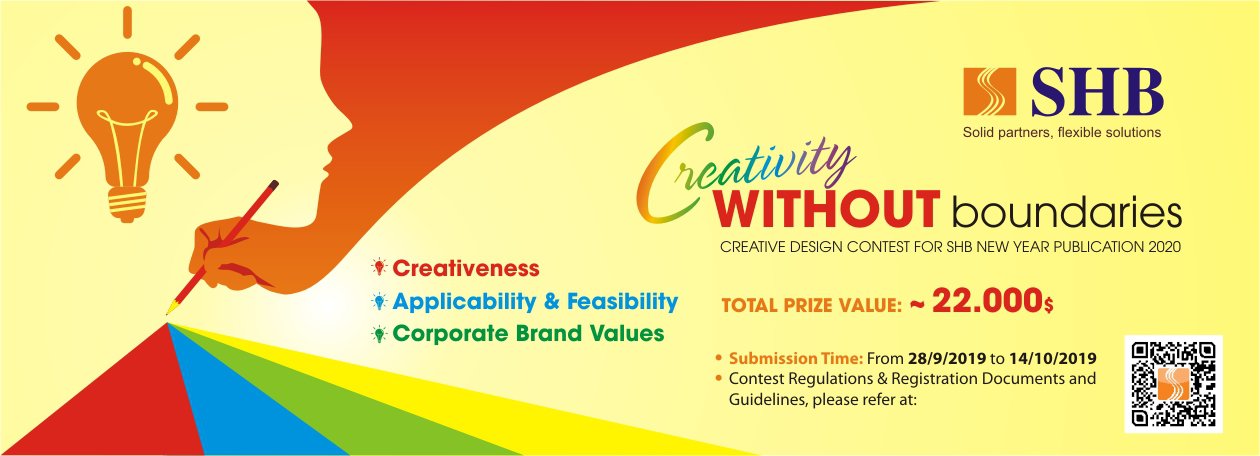 SHB
Solid partners, flexible solutions
Creativity
WITHOUT boundaries
CREATIVE DESIGN CONTEST FOR SHB NEW YEAR PUBLICATION 2020
Creativeness
Applicability & Feasibility
Corporate Brand Values
TOTAL PRIZE VALUE: ~ 22.000$
• Submission Time: From 28/9/2019 to 14/10/2019
• Contest Regulations & Registration Documents and
Guidelines, please refer at: